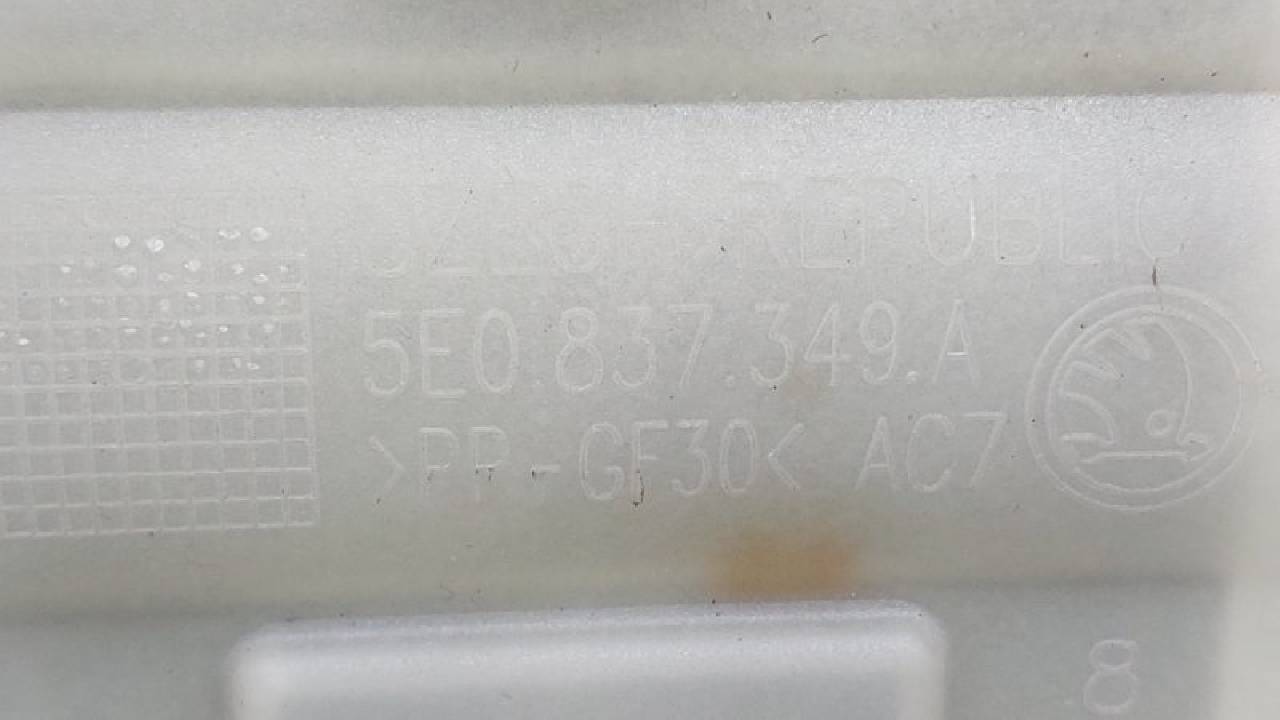 CZECH REPUBLIC
5E0.837.349.A
>PP-GF30< AC7
8